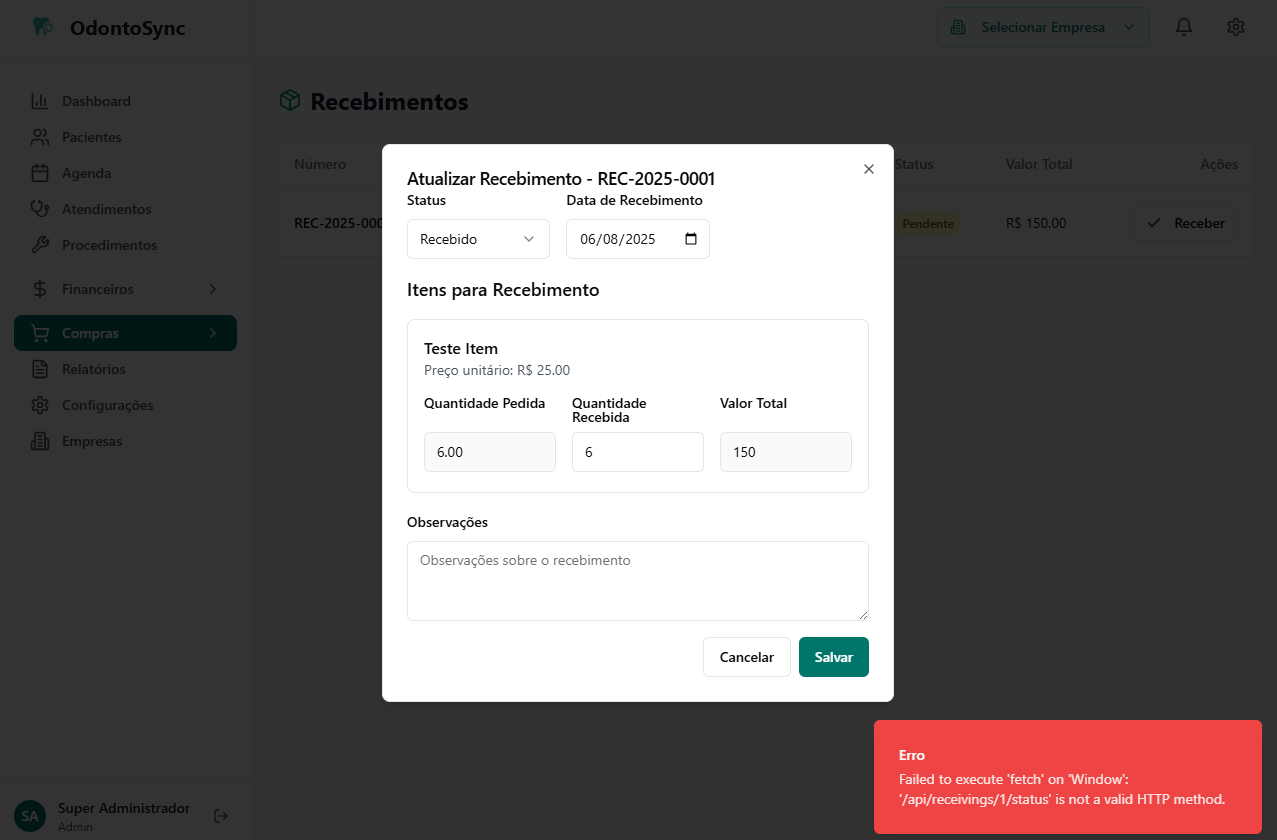 OdontoSync
Selecionar Empresa
Dashboard
Pacientes
Agenda
Atendimentos
Procedimentos
Financeiros
Compras
Relatórios
Configurações
Empresas
SA
Super Administrador
Admin
Recebimentos
Número
Status
Valor Total
Ações
REC-2025-000
Pendente
R$ 150.00
Receber
Atualizar Recebimento - REC-2025-0001
Status
Data de Recebimento
Recebido
06/08/2025
Itens para Recebimento
Teste Item
Preço unitário: R$ 25.00
Quantidade Pedida
Quantidade
Recebida
Valor Total
6.00
6
150
Observações
Observações sobre o recebimento
Cancelar
Salvar
Erro
Failed to execute 'fetch' on 'Window':
'/api/receivings/1/status' is not a valid HTTP method.